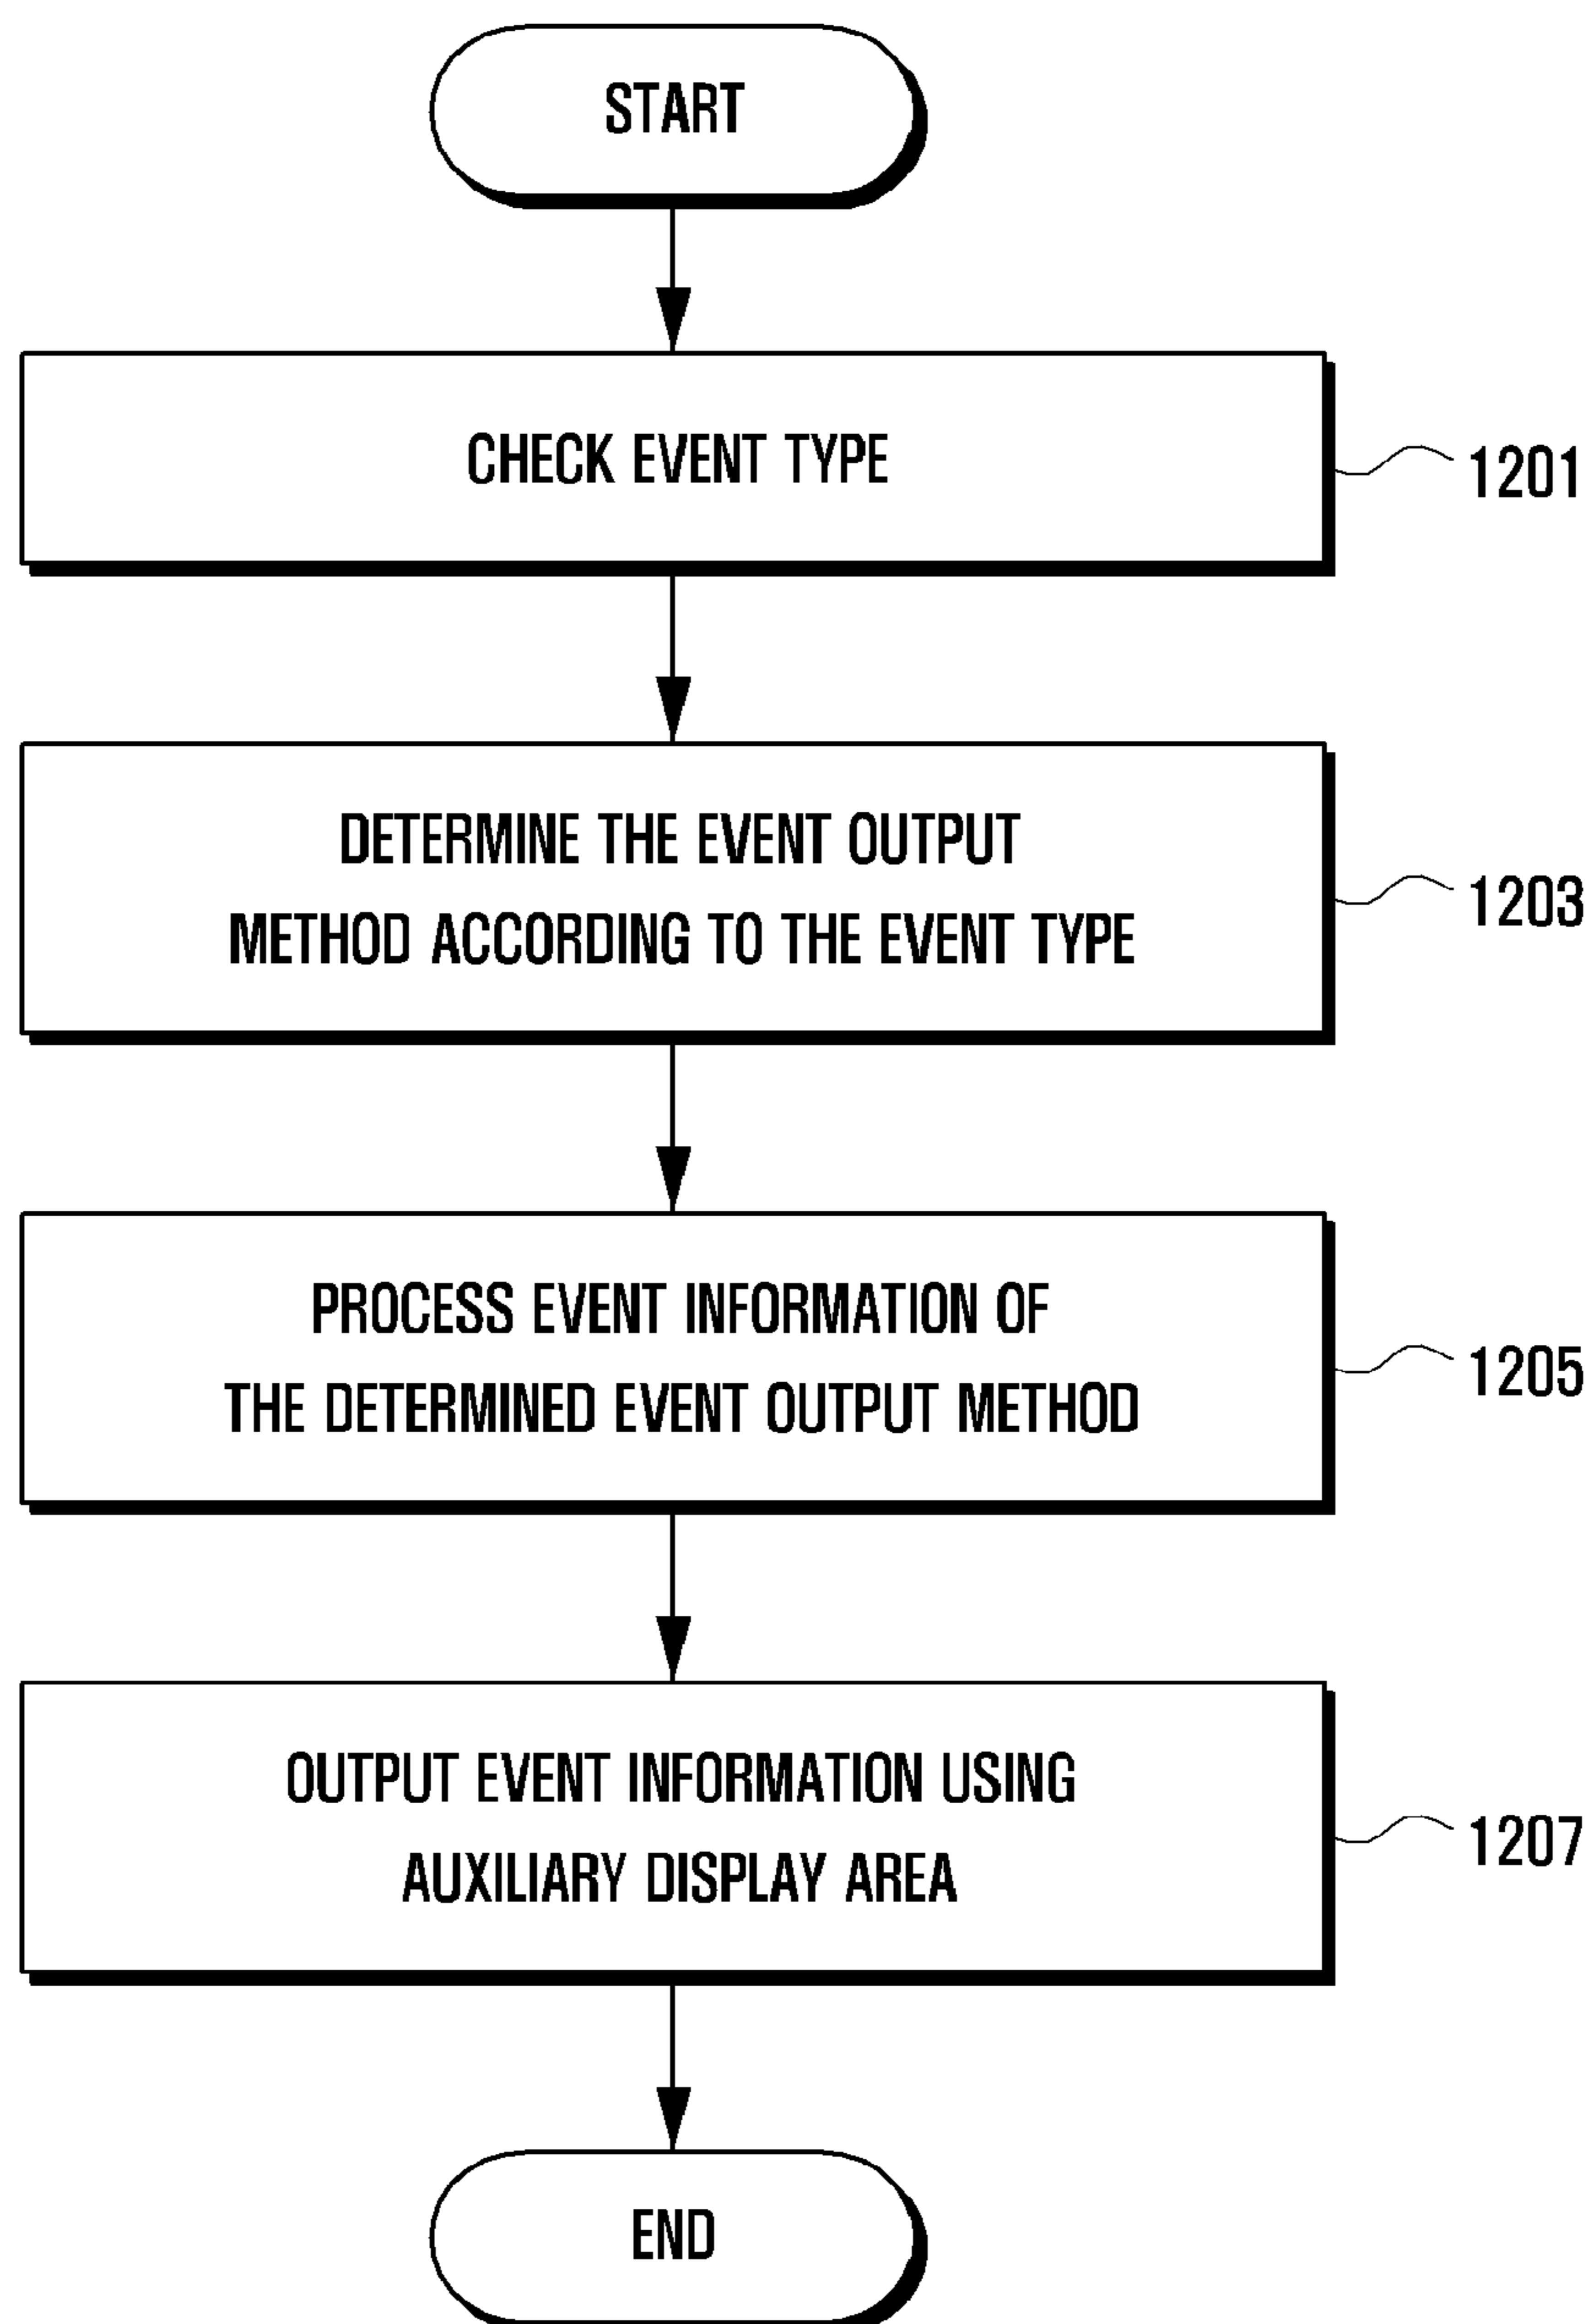 START
CHECK EVENT TYPE
1201
DETERMINE THE EVENT OUTPUT
METHOD ACCORDING TO THE EVENT TYPE
1203
PROCESS EVENT INFORMATION OF
THE DETERMINED EVENT OUTPUT METHOD
1205
OUTPUT EVENT INFORMATION USING
AUXILIARY DISPLAY AREA
1207
END